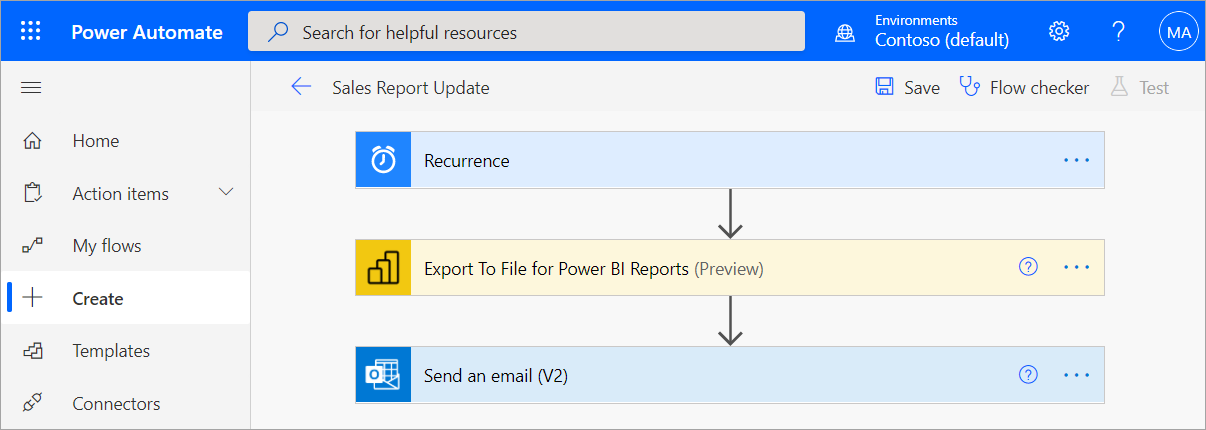 Power Automate
Search for helpful resources
Environments
Contoso (default)
?
MA
Sales Report Update
Save
Flow checker
Test
Home
Action items
My flows
Create
Templates
Connectors
Recurrence
...
Export To File for Power BI Reports (Preview)
?
...
Send an email (V2)
?
...